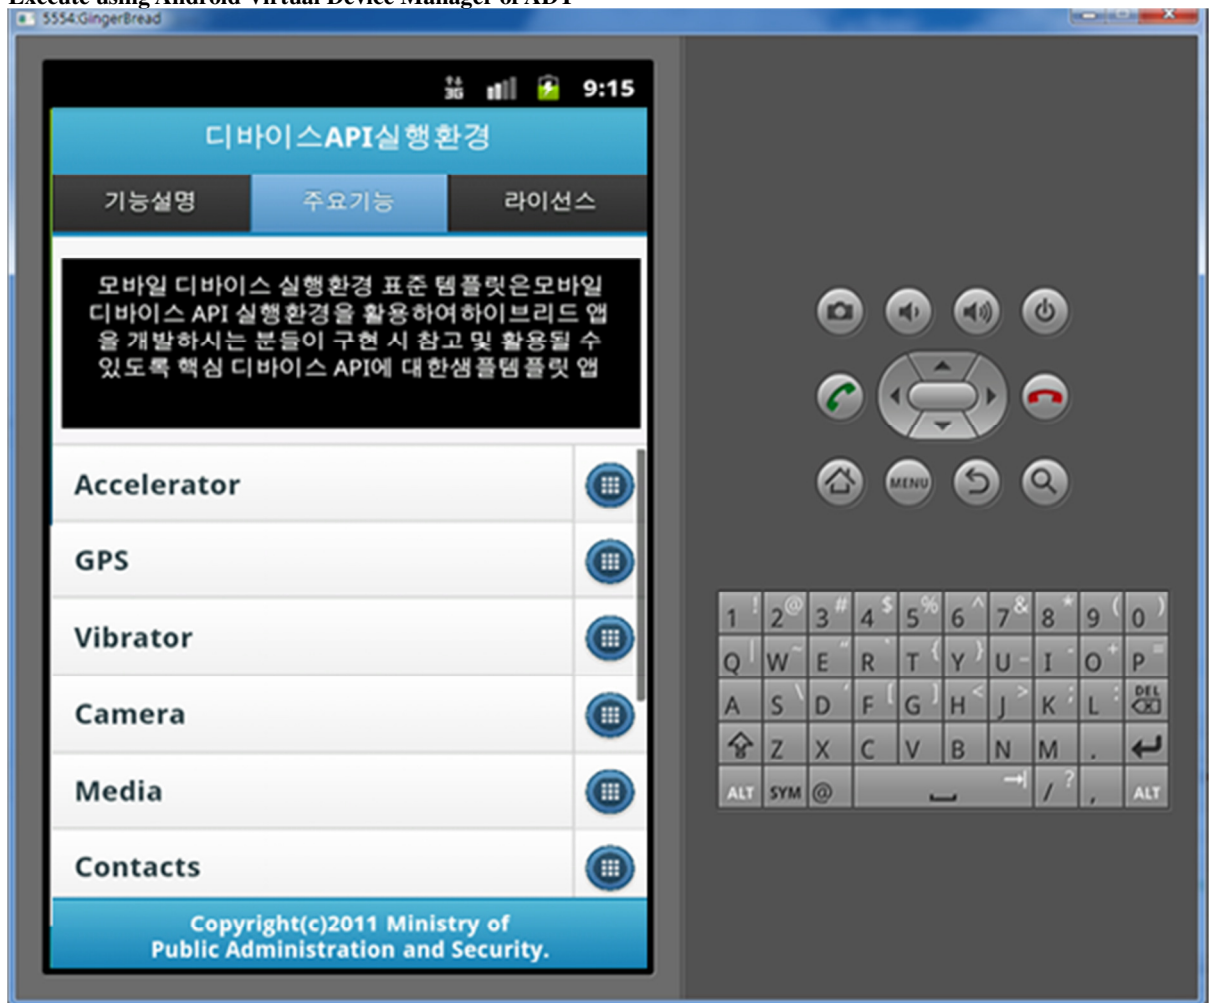 Execute using Android Virtual Device Manager of ADT
5554:GingerBread
3G 9:15
디바이스API실행환경
기능설명 주요기능 라이선스
모바일 디바이스 실행환경 표준 템플릿은모바일
디바이스 API 실행환경을 활용하여하이브리드 앱
을 개발하시는 분들이 구현 시 참고 및 활용될 수
있도록 핵심 디바이스 API에 대한샘플템플릿 앱
Accelerator
GPS
Vibrator
Camera
Media
Contacts
Copyright(c)2011 Ministry of
Public Administration and Security.
MENU
1 ! 2 @ 3 # 4 $ 5 % 6 ^ 7 & 8 * 9 ( 0 )
Q | W ~ E " R ` T { Y } U _ I - O + P =
A S \ D ' F [ G ] H < J > K ; L : DEL
Z X C V B N M .
ALT SYM @ / ? , ALT